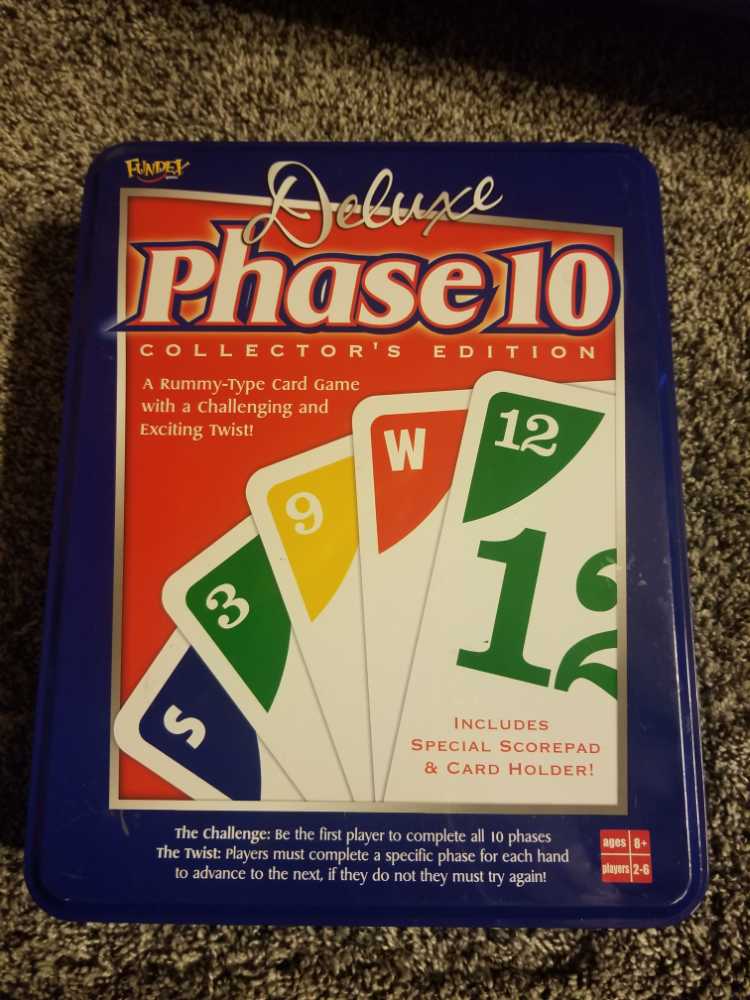 FUNDEX
Deluxe
Phase 10
COLLECTOR'S EDITION
A Rummy-Type Card Game
with a Challenging and
Exciting Twist!
12
W
9
3
S
12
INCLUDES
SPECIAL SCOREPAD
& CARD HOLDER!
The Challenge: Be the first player to complete all 10 phases
The Twist: Players must complete a specific phase for each hand
to advance to the next, if they do not they must try again!
ages 8+
players 2-6